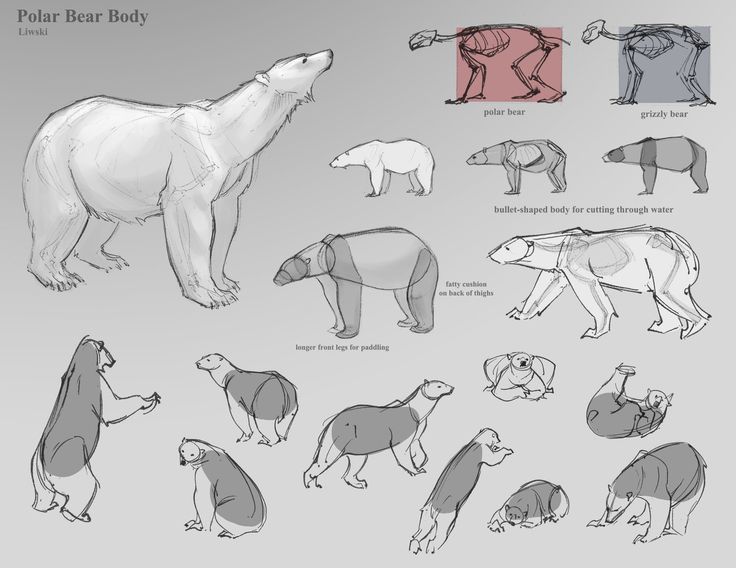 Polar Bear Body
Liwski
polar bear
grizzly bear
bullet-shaped body for cutting through water
fatty cushion
on back of thighs
longer front legs for paddling